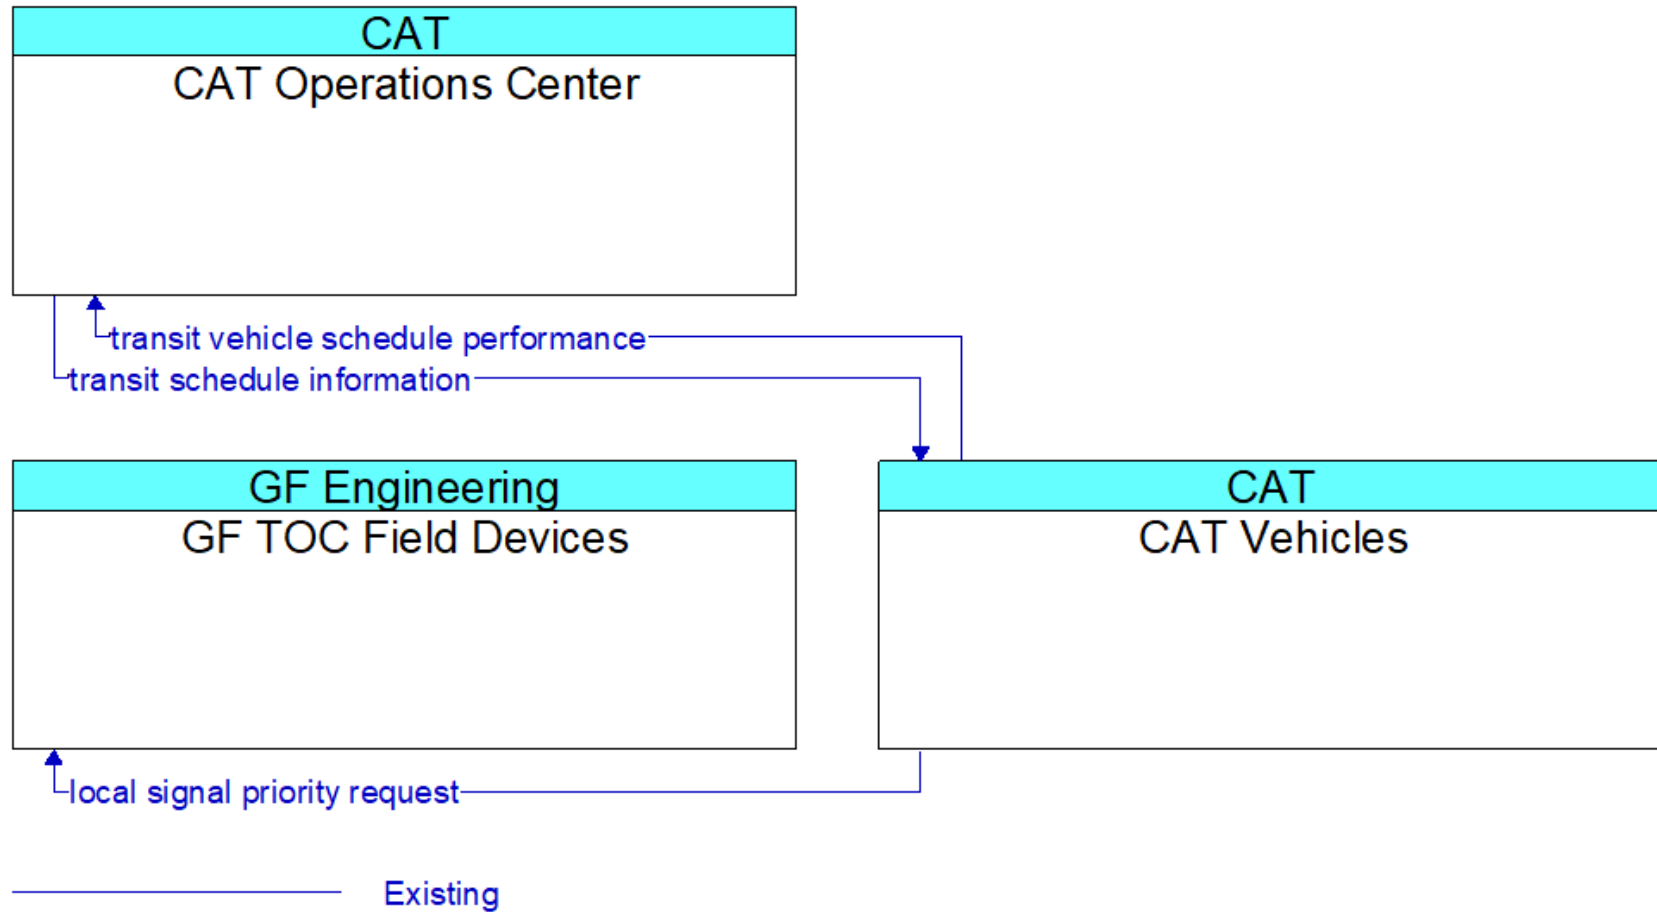 CAT
CAT Operations Center
transit vehicle schedule performance
transit schedule information
GF Engineering
GF TOC Field Devices
CAT
CAT Vehicles
local signal priority request
Existing